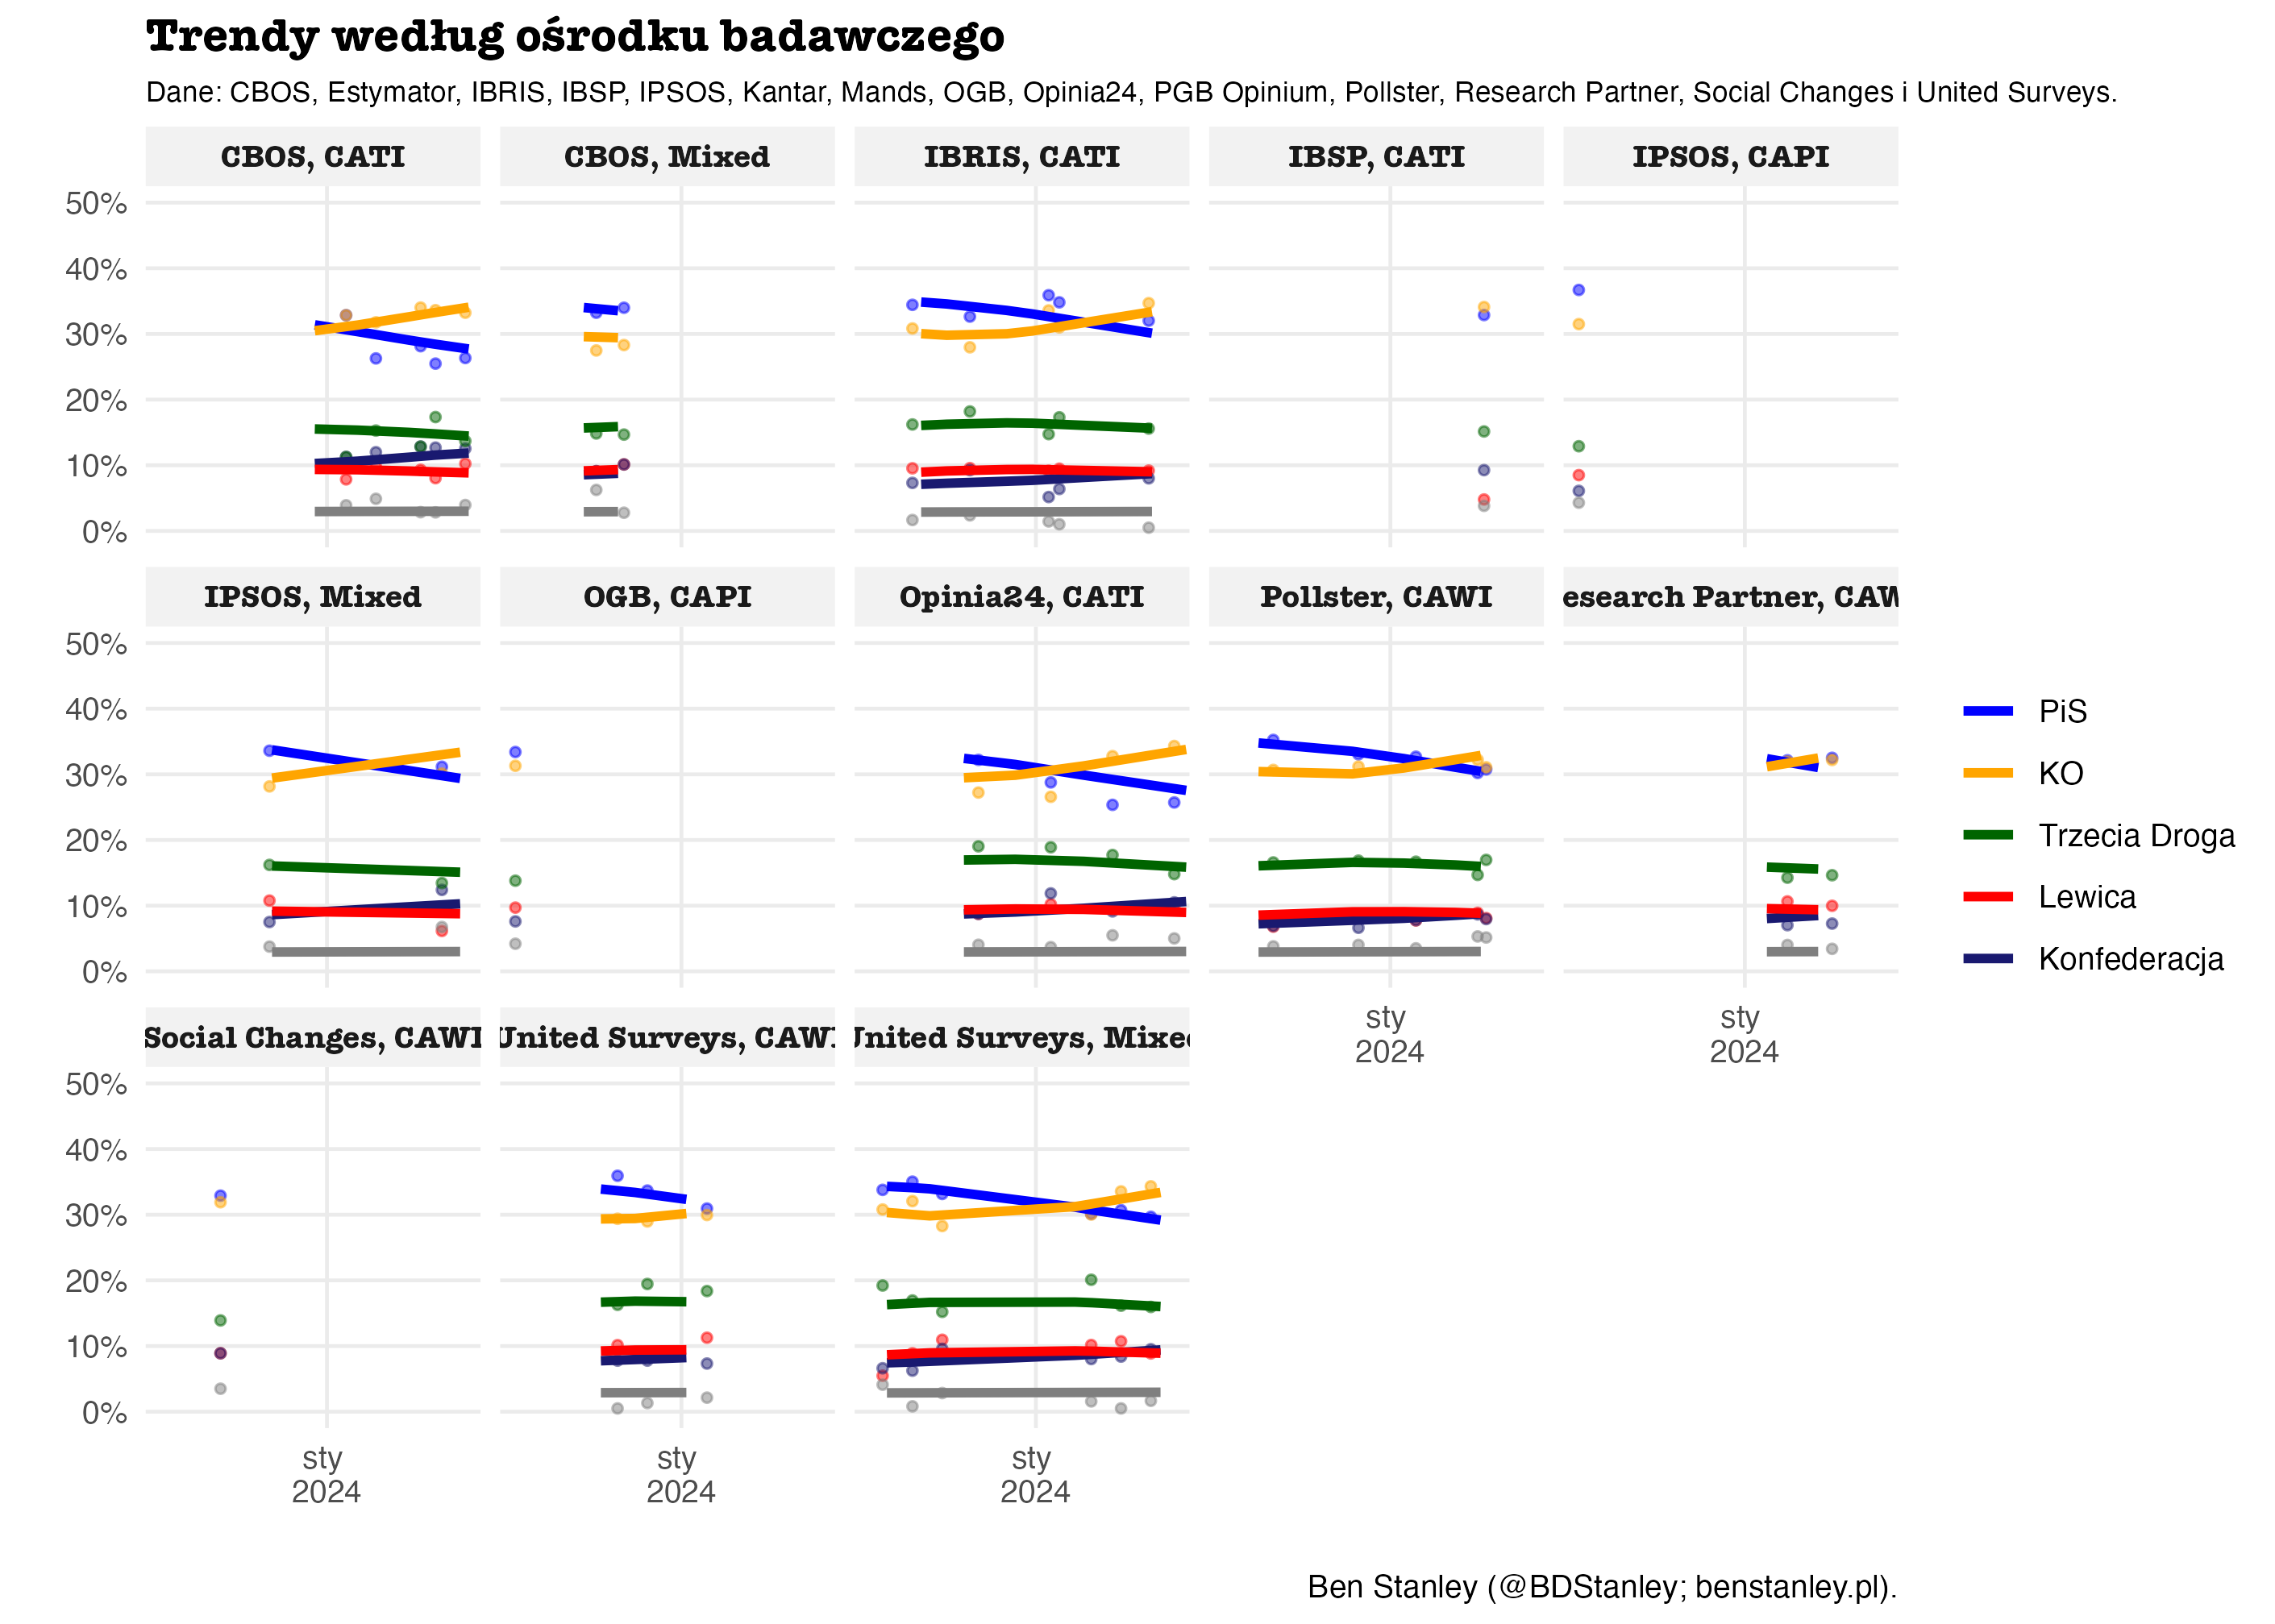 Trendy według ośrodku badawczego
Dane: CBOS, Estymator, IBRIS, IBSP, IPSOS, Kantar, Mands, OGB, Opinia24, PGB Opinium, Pollster, Research Partner, Social Changes i United Surveys.
CBOS, CATI
CBOS, Mixed
IBRIS, CATI
IBSP, CATI
IPSOS, CAPI
50%
40%
30%
20%
10%
0%
IPSOS, Mixed
OGB, CAPI
Opinia24, CATI
Pollster, CAWI
esearch Partner, CAW
50%
40%
30%
20%
10%
0%
PiS
KO
Trzecia Droga
Lewica
Konfederacja
sty
2024
sty
2024
Social Changes, CAWI
United Surveys, CAWI
United Surveys, Mixed
50%
40%
30%
20%
10%
0%
sty
2024
sty
2024
sty
2024
Ben Stanley (@BDStanley; benstanley.pl).